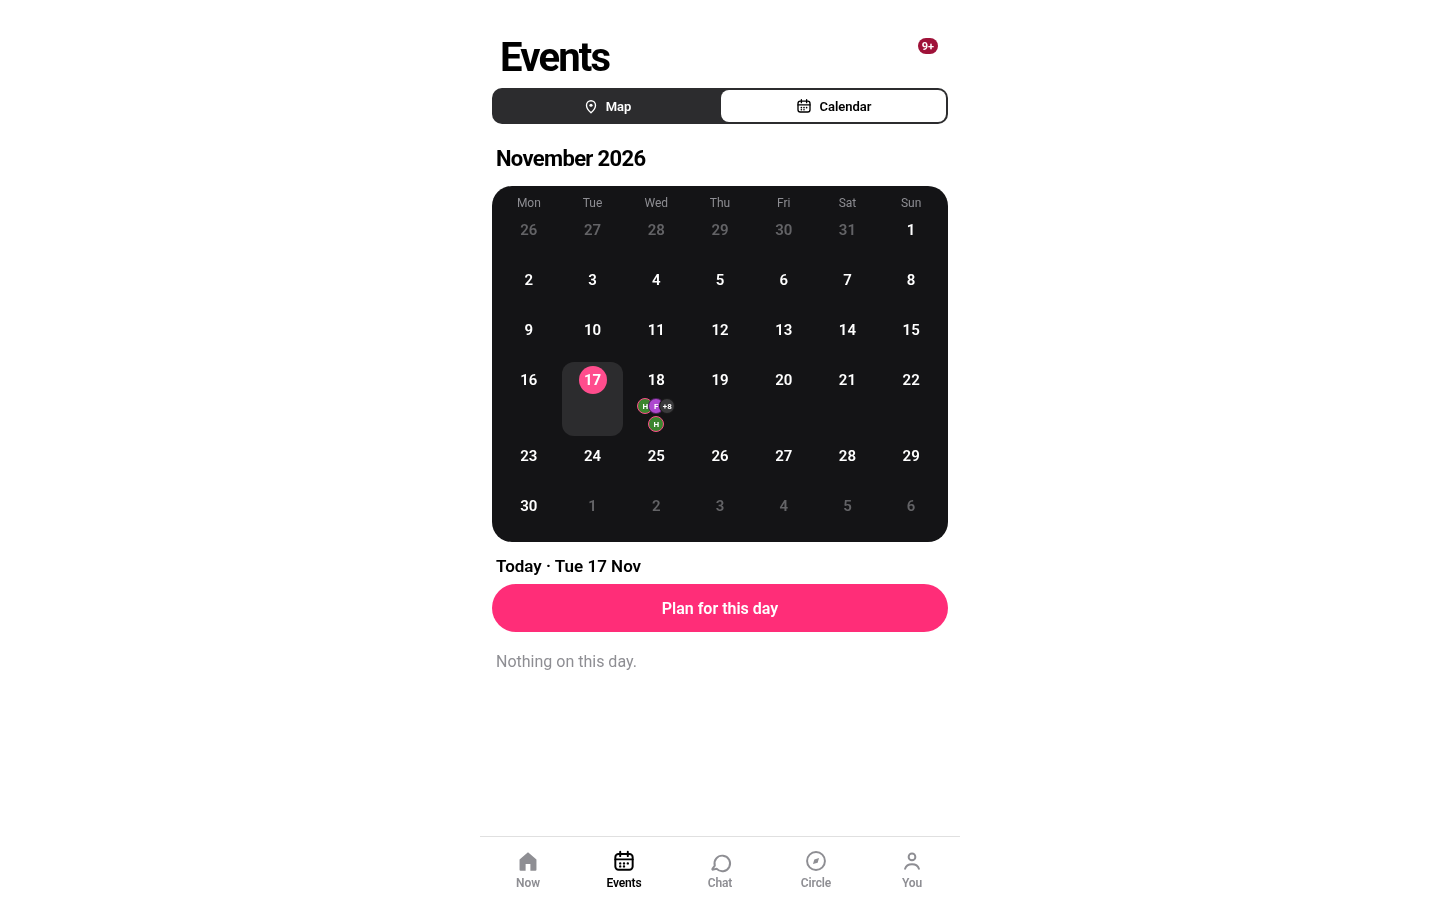 Events
9+
Map
Calendar
November 2026
Mon Tue Wed Thu Fri Sat Sun
26 27 28 29 30 31 1
2 3 4 5 6 7 8
9 10 11 12 13 14 15
16 17 18 19 20 21 22
H F +8
H
23 24 25 26 27 28 29
30 1 2 3 4 5 6
Today · Tue 17 Nov
Plan for this day
Nothing on this day.
Now Events Chat Circle You